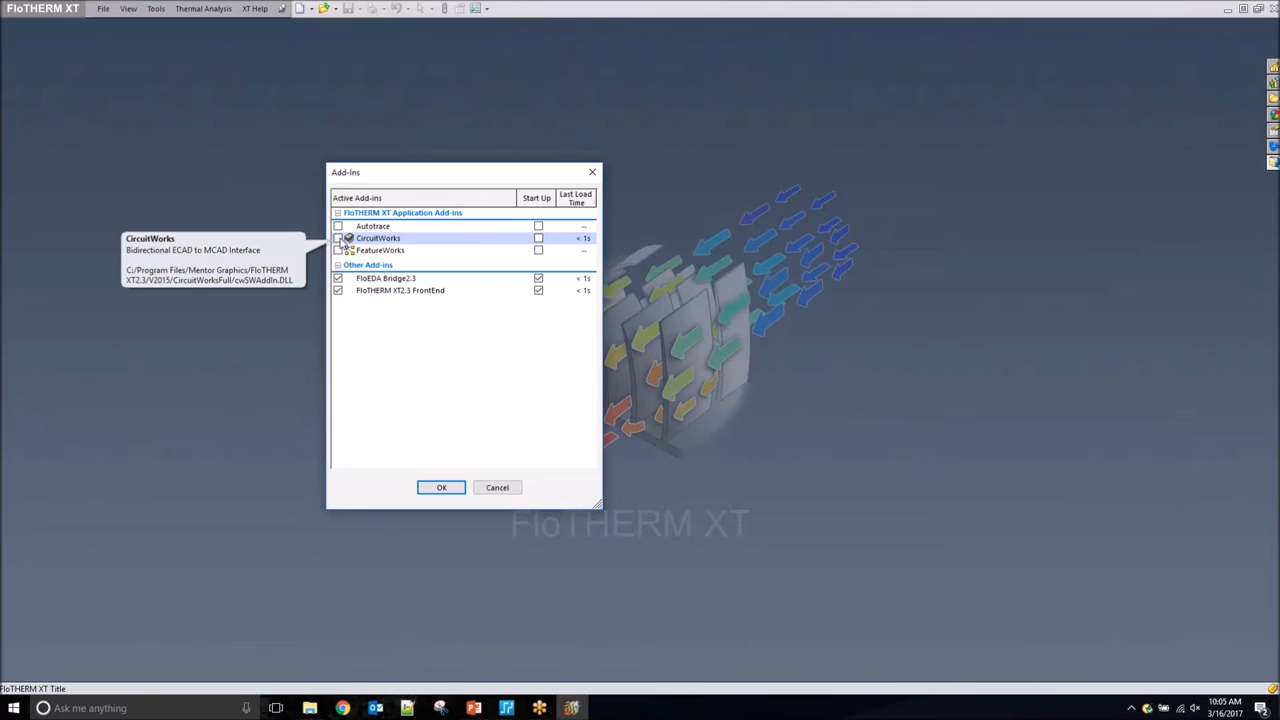 FloTHERM XT File View Tools Thermal Analysis XT Help
Add-Ins
Active Add-ins Start Up Last Load
Time
FloTHERM XT Application Add-ins
Autotrace --
CircuitWorks < 1s
FeatureWorks --
Other Add-ins
FloEDA Bridge2.3 < 1s
FloTHERM XT2.3 FrontEnd < 1s
OK Cancel
CircuitWorks
Bidirectional ECAD to MCAD Interface
C:/Program Files/Mentor Graphics/FloTHERM
XT2.3/V2015/CircuitWorksFull/cwSWAddIn.DLL
FloTHERM XT
FloTHERM XT Title
Ask me anything
10:05 AM
3/16/2017
2